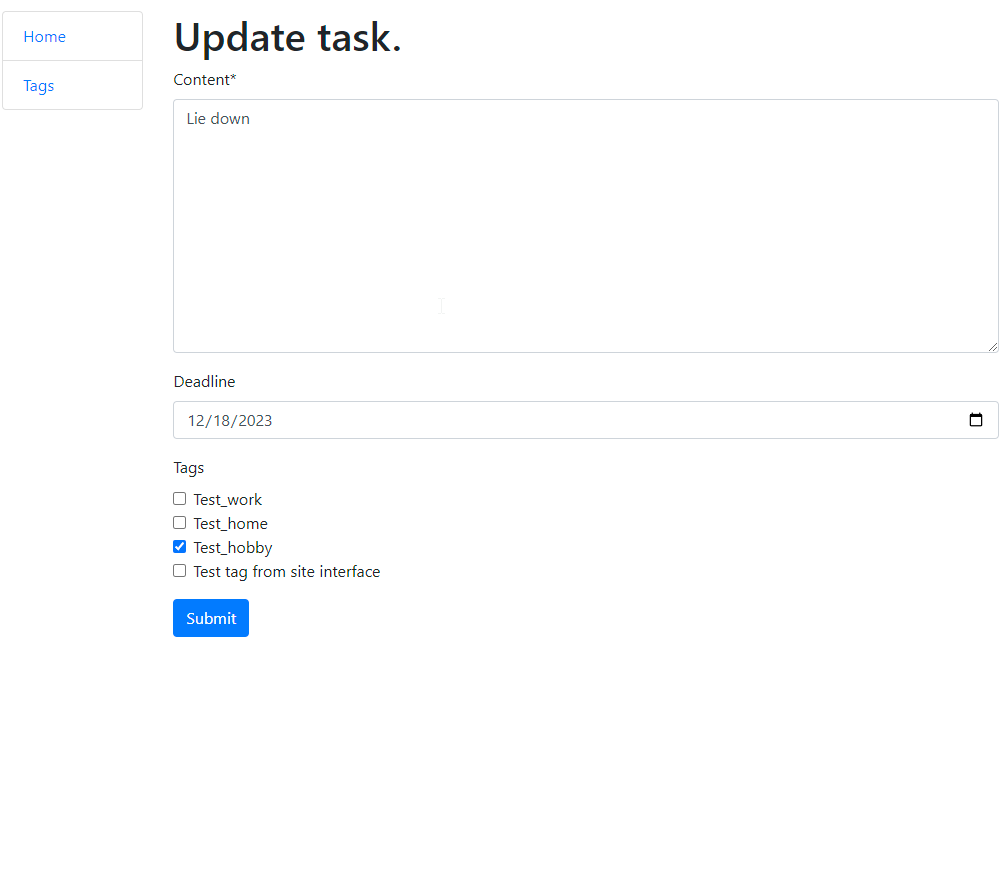 Home
Tags
Update task.
Content*
Lie down
Deadline
12/18/2023
Tags
Test_work
Test_home
Test_hobby
Test tag from site interface
Submit